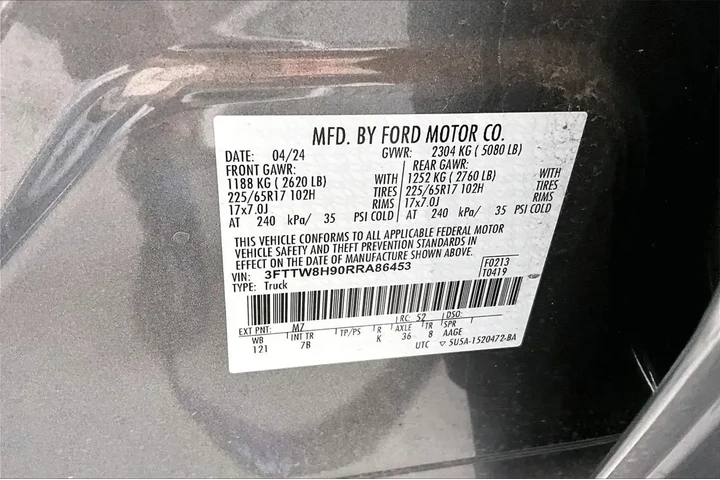 MFD. BY FORD MOTOR CO.
DATE: 04/24 GVWR: 2304 KG ( 5080 LB)
FRONT GAWR: REAR GAWR:
1188 KG ( 2620 LB) WITH 1252 KG ( 2760 LB) WITH
225/65R17 102H TIRES 225/65R17 102H TIRES
17x7.0J RIMS 17x7.0J RIMS
AT 240 kPa/ 35 PSI COLD AT 240 kPa/ 35 PSI COLD
THIS VEHICLE CONFORMS TO ALL APPLICABLE FEDERAL MOTOR
VEHICLE SAFETY AND THEFT PREVENTION STANDARDS IN
EFFECT ON THE DATE OF MANUFACTURE SHOWN ABOVE.
VIN: 3FTTW8H90RRA86453 F0213
TYPE: Truck T0419
EXT PNT: M7 RC: 52 DSO:
WB INT TR TP/PS R AXLE TR SPR
121 7B K 36 8 AAGE
UTC ▽ 5U5A-1520472-BA